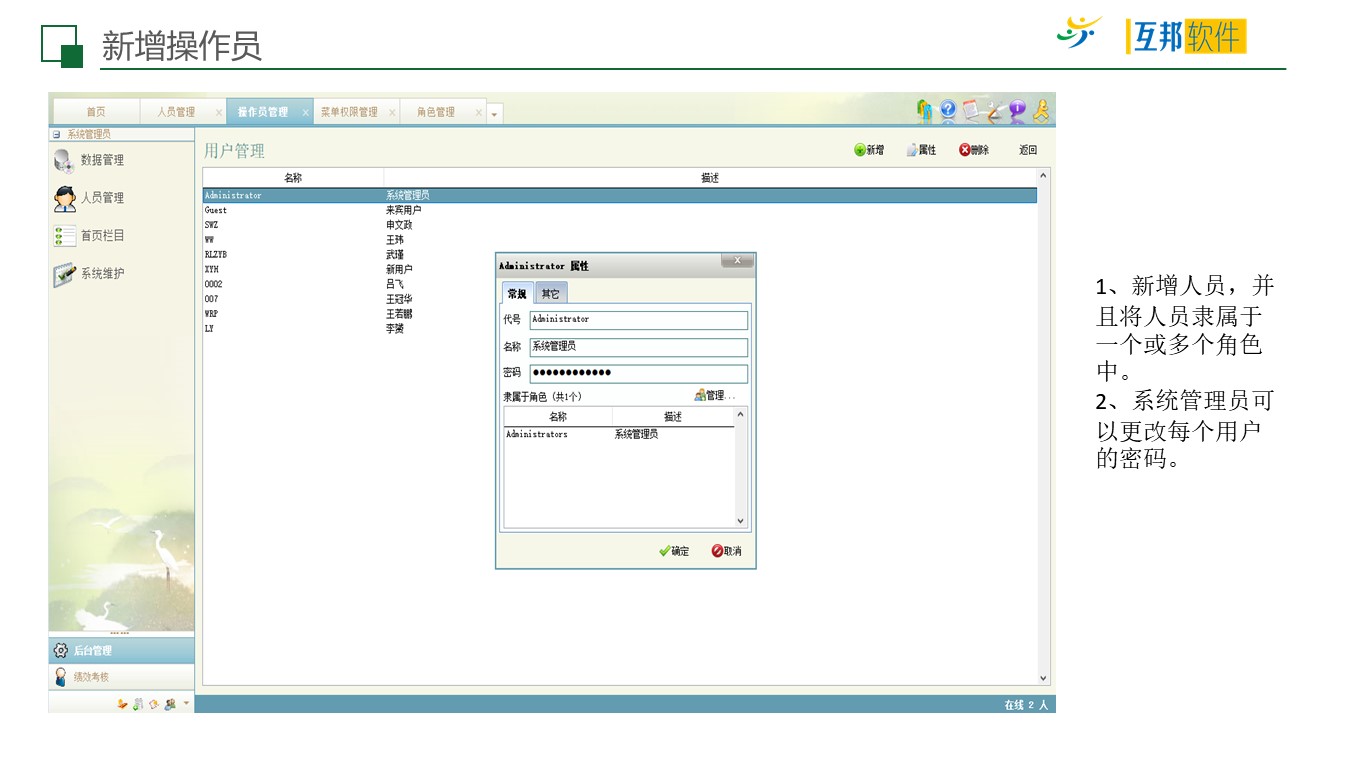 新增操作员
互邦软件
首页 人员管理 操作员管理 菜单权限管理 角色管理
系统管理员
数据管理
人员管理
首页栏目
系统维护
后台管理
绩效考核
用户管理
新增 属性 删除 返回
名称 描述
Administrator 系统管理员
Guest 来宾用户
SWZ 申文政
WW 王玮
RLZYB 武瑾
XYH 新用户
0002 吕飞
007 王冠华
WRP 王若鹏
LY 李赟
Administrator 属性
常规 其它
代号 Administrator
名称 系统管理员
密码 ●●●●●●●●●●●●
隶属于角色(共1个) 管理...
名称 描述
Administrators 系统管理员
确定 取消
在线 2 人
1、新增人员，并
且将人员隶属于
一个或多个角色
中。
2、系统管理员可
以更改每个用户
的密码。